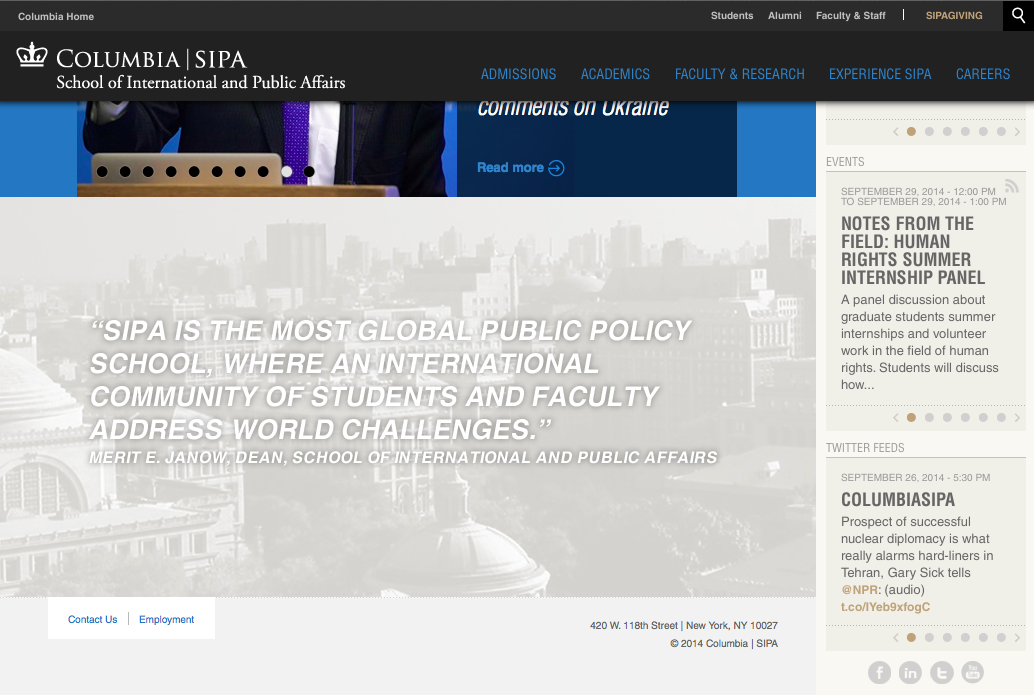 Columbia Home
Students Alumni Faculty & Staff | SIPAGIVING
COLUMBIA | SIPA
School of International and Public Affairs
ADMISSIONS ACADEMICS FACULTY & RESEARCH EXPERIENCE SIPA CAREERS
comments on Ukraine
Read more
“SIPA IS THE MOST GLOBAL PUBLIC POLICY
SCHOOL, WHERE AN INTERNATIONAL
COMMUNITY OF STUDENTS AND FACULTY
ADDRESS WORLD CHALLENGES.”
MERIT E. JANOW, DEAN, SCHOOL OF INTERNATIONAL AND PUBLIC AFFAIRS
EVENTS
SEPTEMBER 29, 2014 - 12:00 PM
TO SEPTEMBER 29, 2014 - 1:00 PM
NOTES FROM THE
FIELD: HUMAN
RIGHTS SUMMER
INTERNSHIP PANEL
A panel discussion about
graduate students summer
internships and volunteer
work in the field of human
rights. Students will discuss
how...
TWITTER FEEDS
SEPTEMBER 26, 2014 - 5:30 PM
COLUMBIASIPA
Prospect of successful
nuclear diplomacy is what
really alarms hard-liners in
Tehran, Gary Sick tells
@NPR: (audio)
t.co/IYeb9xfogC
Contact Us | Employment
420 W. 118th Street | New York, NY 10027
© 2014 Columbia | SIPA
f in t You Tube